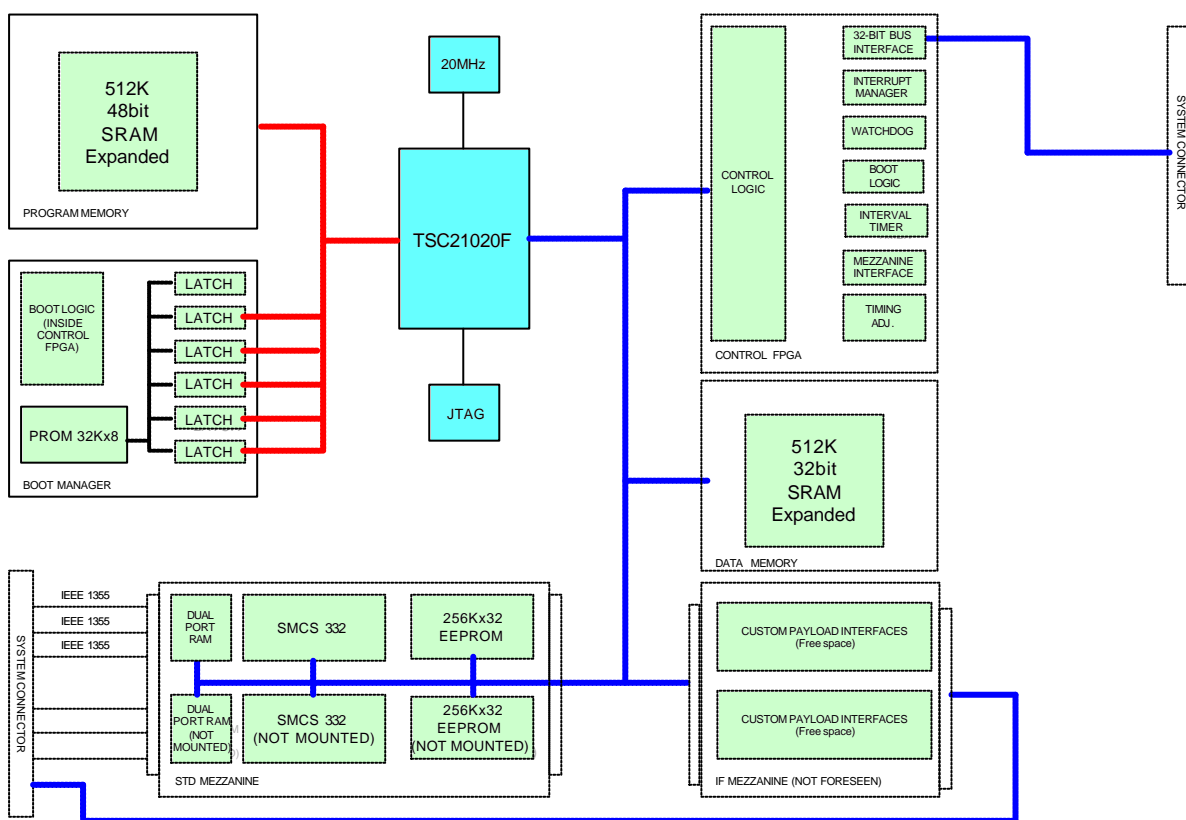 512K
48bit
SRAM
Expanded
PROGRAM MEMORY
20MHz
TSC21020F
JTAG
BOOT LOGIC
(INSIDE
CONTROL
FPGA)
PROM 32Kx8
LATCH
LATCH
LATCH
LATCH
LATCH
LATCH
BOOT MANAGER
CONTROL
LOGIC
32-BIT BUS
INTERFACE
INTERRUPT
MANAGER
WATCHDOG
BOOT
LOGIC
INTERVAL
TIMER
MEZZANINE
INTERFACE
TIMING
ADJ.
CONTROL FPGA
SYSTEM CONNECTOR
512K
32bit
SRAM
Expanded
DATA MEMORY
SYSTEM CONNECTOR
IEEE 1355
IEEE 1355
IEEE 1355
DUAL
PORT
RAM
SMCS 332
256Kx32
EEPROM
DUAL
PORT RAM
(NOT
MOUNTED)
SMCS 332
(NOT MOUNTED)
256Kx32
EEPROM
(NOT MOUNTED)
STD MEZZANINE
CUSTOM PAYLOAD INTERFACES
(Free space)
CUSTOM PAYLOAD INTERFACES
(Free space)
IF MEZZANINE (NOT FORESEEN)